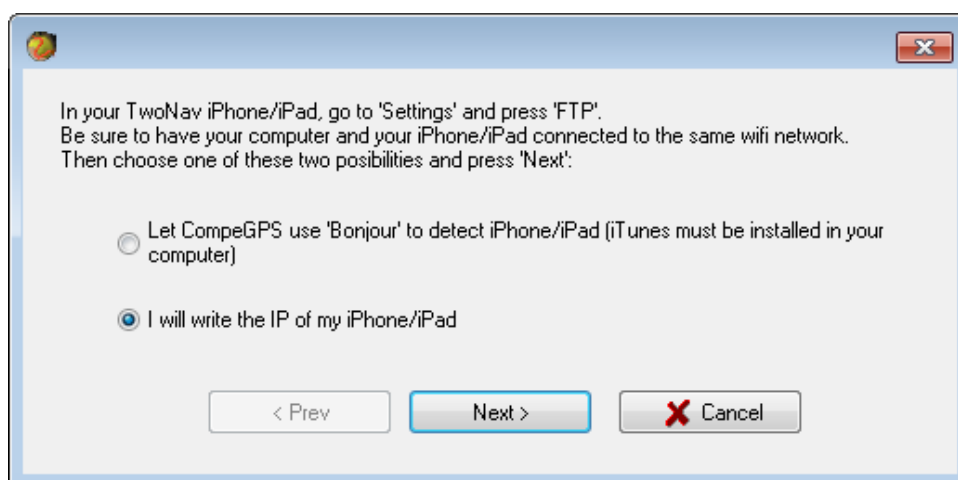 In your TwoNav iPhone/iPad, go to 'Settings' and press 'FTP'.
Be sure to have your computer and your iPhone/iPad connected to the same wifi network.
Then choose one of these two posibilities and press 'Next':
Let CompeGPS use 'Bonjour' to detect iPhone/iPad (iTunes must be installed in your
computer)
I will write the IP of my iPhone/iPad
< Prev
Next >
Cancel